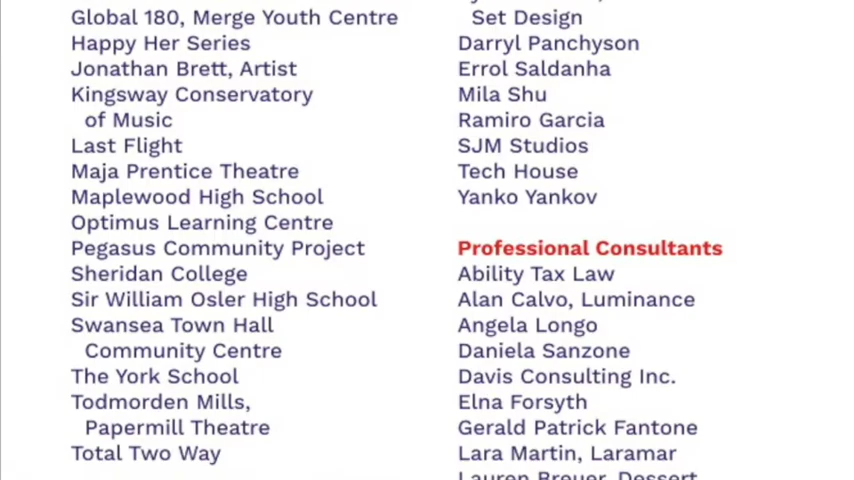 Global 180, Merge Youth Centre
Happy Her Series
Jonathan Brett, Artist
Kingsway Conservatory
of Music
Last Flight
Maja Prentice Theatre
Maplewood High School
Optimus Learning Centre
Pegasus Community Project
Sheridan College
Sir William Osler High School
Swansea Town Hall
Community Centre
The York School
Todmorden Mills,
Papermill Theatre
Total Two Way
Set Design
Darryl Panchyson
Errol Saldanha
Mila Shu
Ramiro Garcia
SJM Studios
Tech House
Yanko Yankov
Professional Consultants
Ability Tax Law
Alan Calvo, Luminance
Angela Longo
Daniela Sanzone
Davis Consulting Inc.
Elna Forsyth
Gerald Patrick Fantone
Lara Martin, Laramar
Lauren Breuer, Dessert